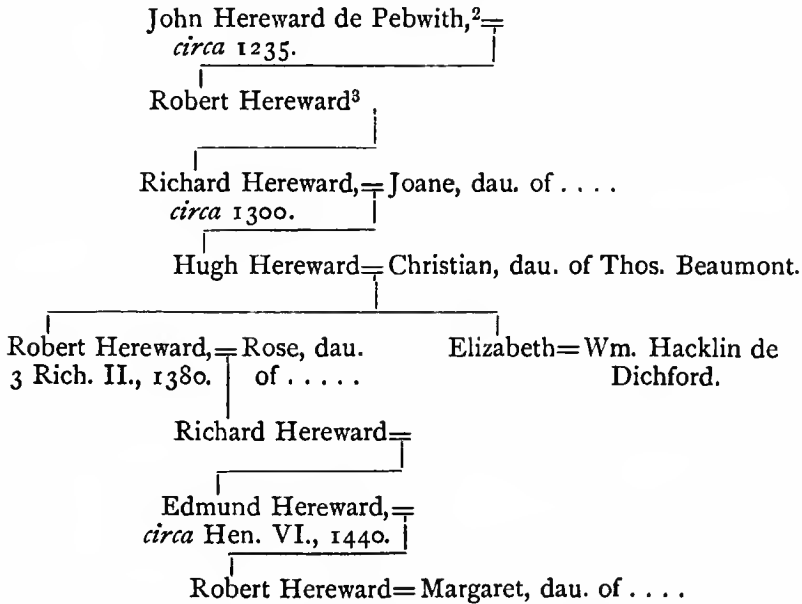 John Hereward de Pebwith,²=
circa 1235.
Robert Hereward³
Richard Hereward,=Joane, dau. of . . . .
circa 1300.
Hugh Hereward=Christian, dau. of Thos. Beaumont.
Robert Hereward,=Rose, dau. Elizabeth=Wm. Hacklin de
3 Rich. II., 1380. of . . . . . Dichford.
Richard Hereward=
Edmund Hereward,=
circa Hen. VI., 1440.
Robert Hereward=Margaret, dau. of . . . .